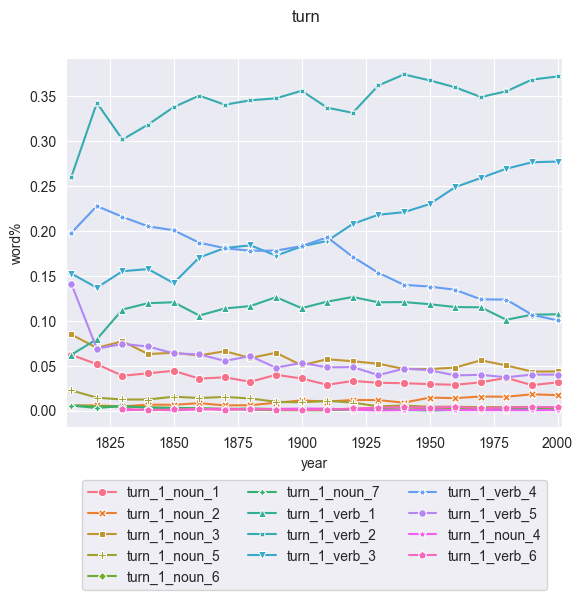 turn
0.35
0.30
0.25
0.20
0.15
0.10
0.05
0.00
word%
1825 1850 1875 1900 1925 1950 1975 2000
year
turn_1_noun_1 turn_1_noun_7 turn_1_verb_4
turn_1_noun_2 turn_1_verb_1 turn_1_verb_5
turn_1_noun_3 turn_1_verb_2 turn_1_noun_4
turn_1_noun_5 turn_1_verb_3 turn_1_verb_6
turn_1_noun_6